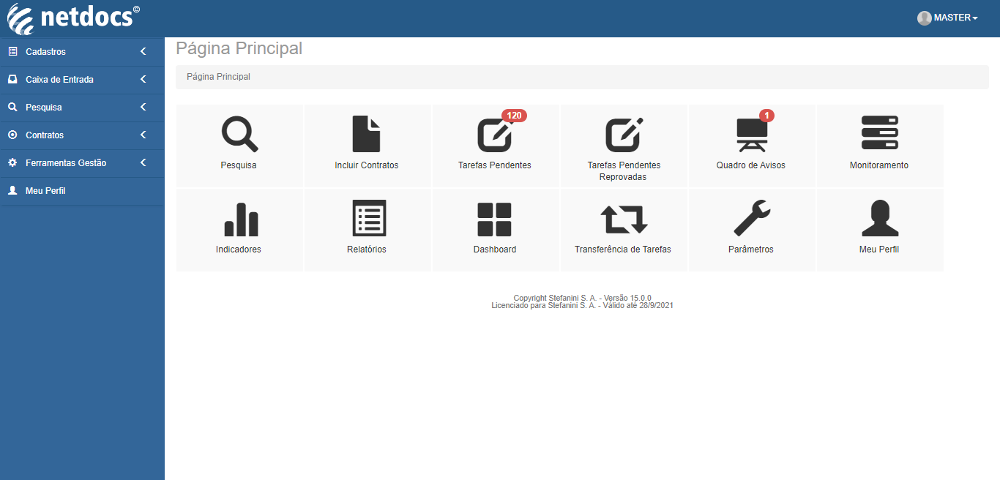 netdocs©
MASTER
Cadastros
Caixa de Entrada
Pesquisa
Contratos
Ferramentas Gestão
Meu Perfil
Página Principal
Página Principal
Pesquisa
Incluir Contratos
120
Tarefas Pendentes
Tarefas Pendentes
Reprovadas
1
Quadro de Avisos
Monitoramento
Indicadores
Relatórios
Dashboard
Transferência de Tarefas
Parâmetros
Meu Perfil
Copyright Stefanini S. A. - Versão 15.0.0
Licenciado para Stefanini S. A. - Válido até 28/9/2021